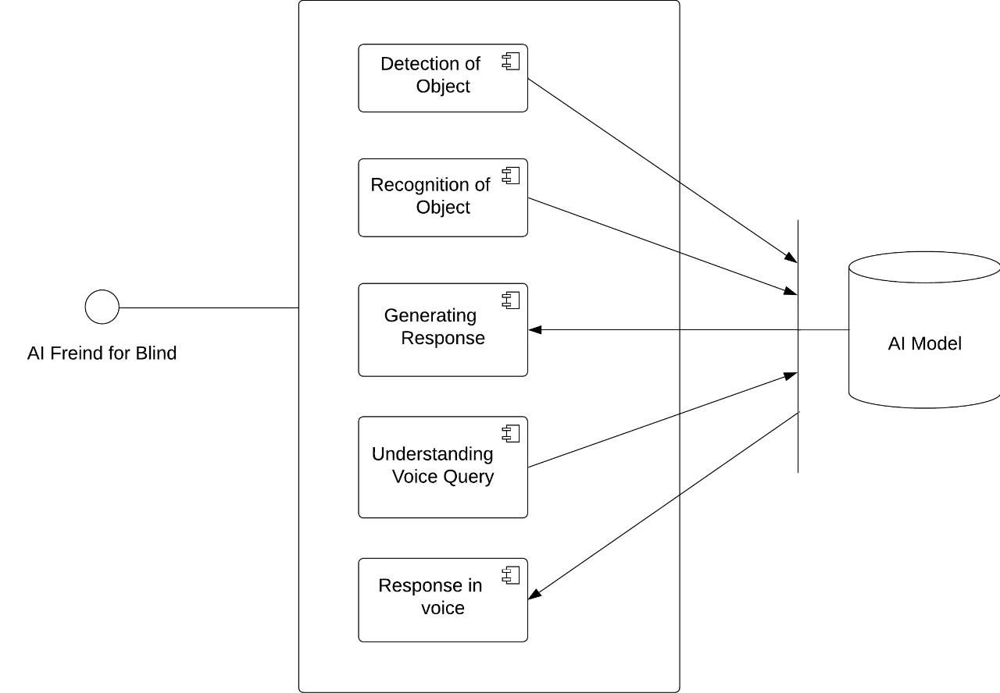 Detection of
Object
Recognition of
Object
Generating
Response
AI Freind for Blind
AI Model
Understanding
Voice Query
Response in
voice